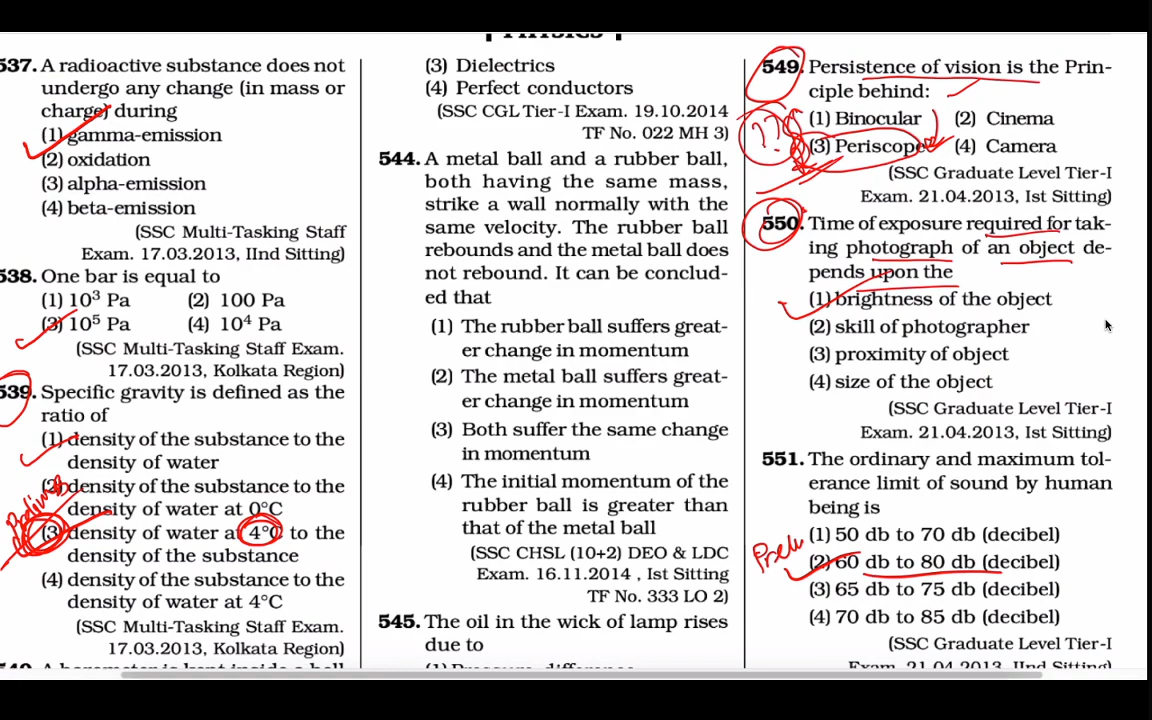 PHYSICS
537. A radioactive substance does not
undergo any change (in mass or
charge) during
(1) gamma-emission
(2) oxidation
(3) alpha-emission
(4) beta-emission
(SSC Multi-Tasking Staff
Exam. 17.03.2013, IInd Sitting)
538. One bar is equal to
(1) 10³ Pa (2) 100 Pa
(3) 10⁵ Pa (4) 10⁴ Pa
(SSC Multi-Tasking Staff Exam.
17.03.2013, Kolkata Region)
539. Specific gravity is defined as the
ratio of
(1) density of the substance to the
density of water
(2) density of the substance to the
density of water at 0°C
(3) density of water at 4°C to the
density of the substance
(4) density of the substance to the
density of water at 4°C
(SSC Multi-Tasking Staff Exam.
17.03.2013, Kolkata Region)
(3) Dielectrics
(4) Perfect conductors
(SSC CGL Tier-I Exam. 19.10.2014
TF No. 022 MH 3)
544. A metal ball and a rubber ball,
both having the same mass,
strike a wall normally with the
same velocity. The rubber ball
rebounds and the metal ball does
not rebound. It can be conclud-
ed that
(1) The rubber ball suffers great-
er change in momentum
(2) The metal ball suffers great-
er change in momentum
(3) Both suffer the same change
in momentum
(4) The initial momentum of the
rubber ball is greater than
that of the metal ball
(SSC CHSL (10+2) DEO & LDC
Exam. 16.11.2014 , Ist Sitting
TF No. 333 LO 2)
545. The oil in the wick of lamp rises
due to
(1) Pressure difference
549. Persistence of vision is the Prin-
ciple behind:
(1) Binocular (2) Cinema
??
(3) Periscope (4) Camera
(SSC Graduate Level Tier-I
Exam. 21.04.2013, Ist Sitting)
550. Time of exposure required for tak-
ing photograph of an object de-
pends upon the
(1) brightness of the object
(2) skill of photographer
(3) proximity of object
(4) size of the object
(SSC Graduate Level Tier-I
Exam. 21.04.2013, Ist Sitting)
551. The ordinary and maximum tol-
erance limit of sound by human
being is
(1) 50 db to 70 db (decibel)
(2) 60 db to 80 db (decibel)
(3) 65 db to 75 db (decibel)
(4) 70 db to 85 db (decibel)
(SSC Graduate Level Tier-I
Exam. 21.04.2013, IInd Sitting)